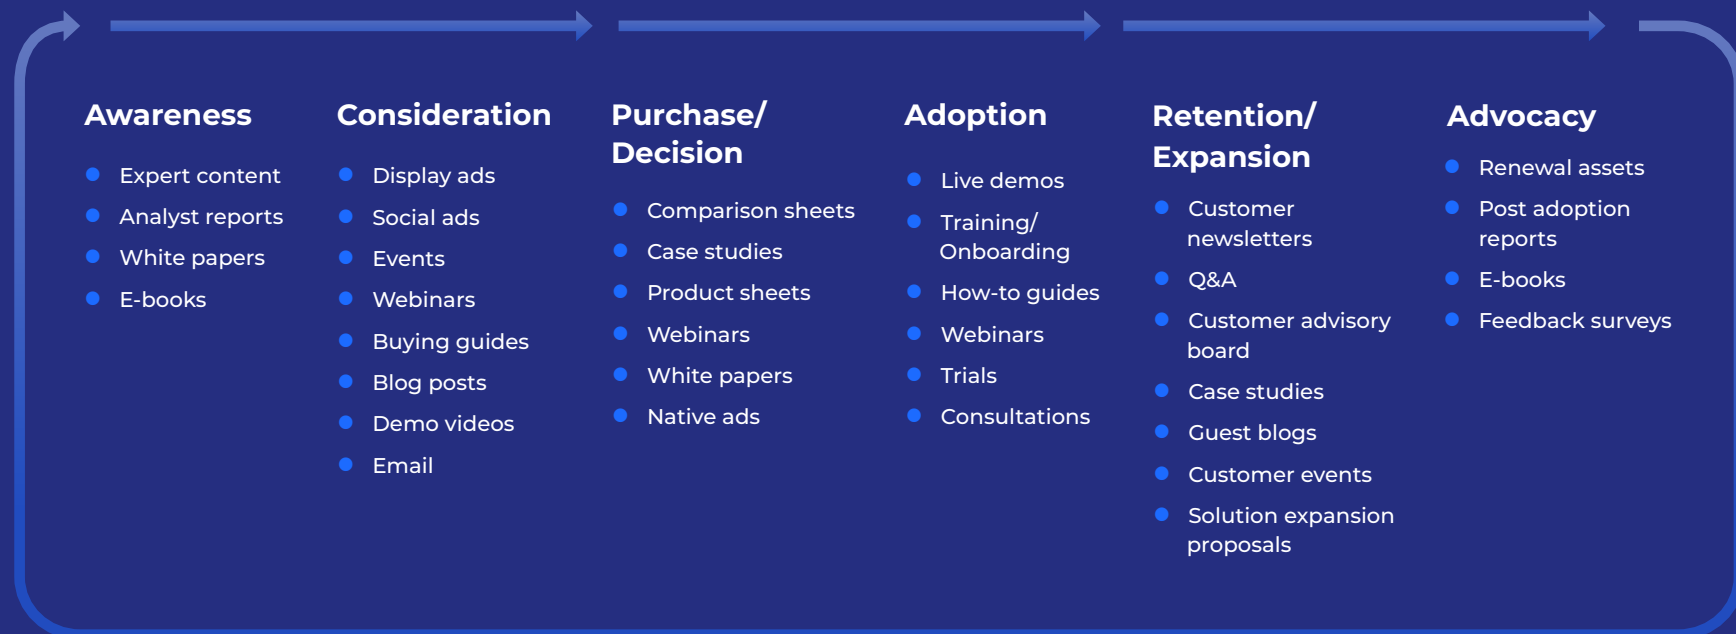 Awareness
Expert content
Analyst reports
White papers
E-books
Consideration
Display ads
Social ads
Events
Webinars
Buying guides
Blog posts
Demo videos
Email
Purchase/
Decision
Comparison sheets
Case studies
Product sheets
Webinars
White papers
Native ads
Adoption
Live demos
Training/
Onboarding
How-to guides
Webinars
Trials
Consultations
Retention/
Expansion
Customer
newsletters
Q&A
Customer advisory
board
Case studies
Guest blogs
Customer events
Solution expansion
proposals
Advocacy
Renewal assets
Post adoption
reports
E-books
Feedback surveys